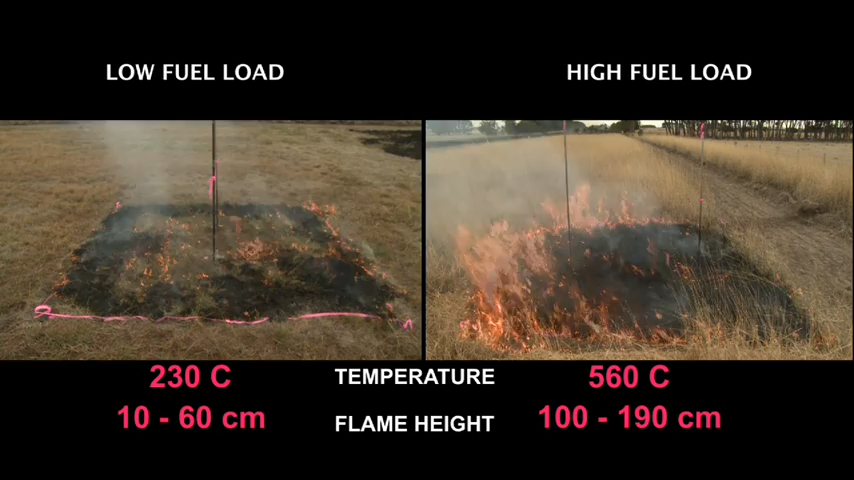 LOW FUEL LOAD
HIGH FUEL LOAD
230 C
TEMPERATURE
560 C
10 - 60 cm
FLAME HEIGHT
100 - 190 cm